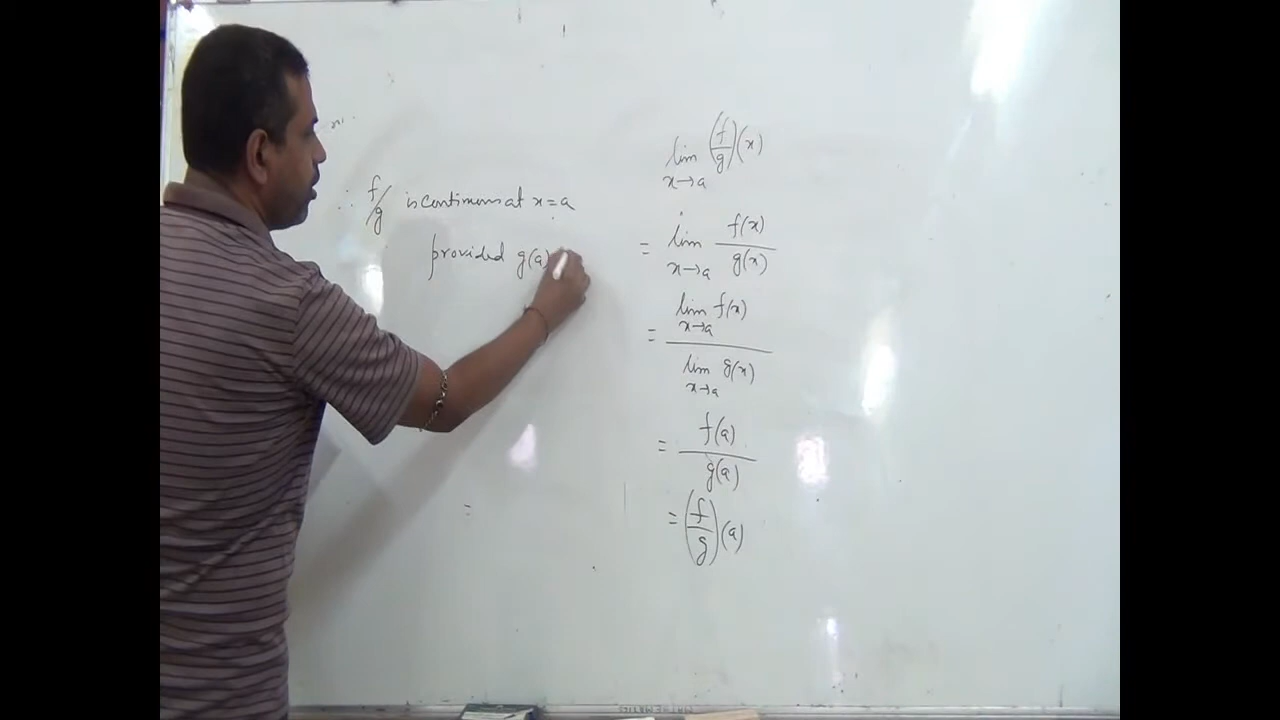 ∴ f/g is continuous at x = a
provided g(a)
=
lim (f/g)(x)
x→a
= lim f(x)/g(x)
x→a
= lim f(x)
x→a
lim g(x)
x→a
= f(a)/g(a)
= (f/g)(a)